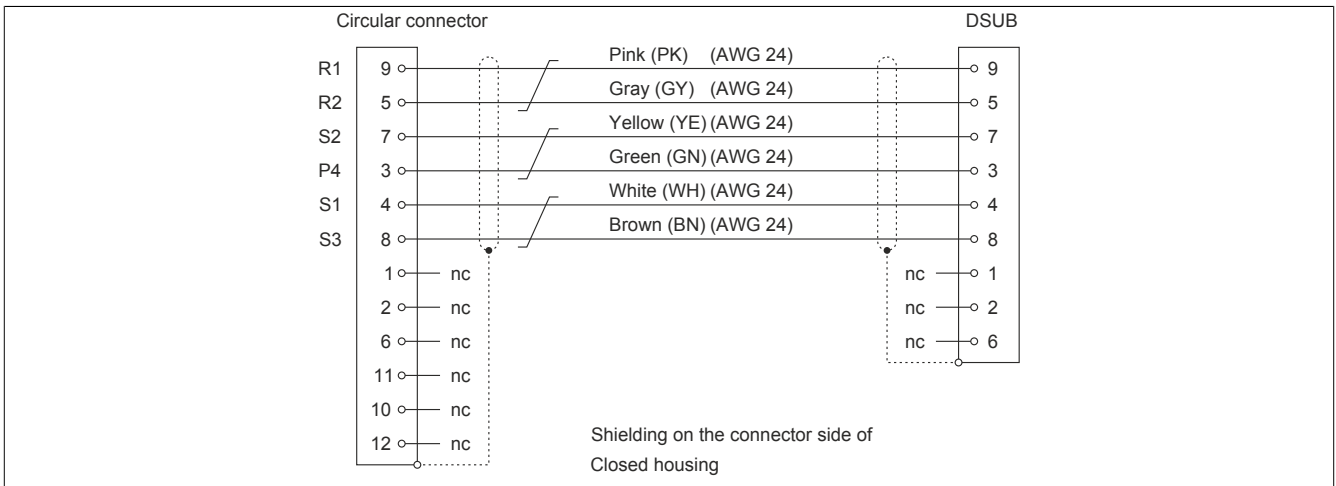 Circular connector DSUB
R1 9 Pink (PK) (AWG 24) 9
R2 5 Gray (GY) (AWG 24) 5
S2 7 Yellow (YE) (AWG 24) 7
P4 3 Green (GN) (AWG 24) 3
S1 4 White (WH) (AWG 24) 4
S3 8 Brown (BN) (AWG 24) 8
1 nc nc 1
2 nc nc 2
6 nc nc 6
11 nc
10 nc
12 nc
Shielding on the connector side of
Closed housing